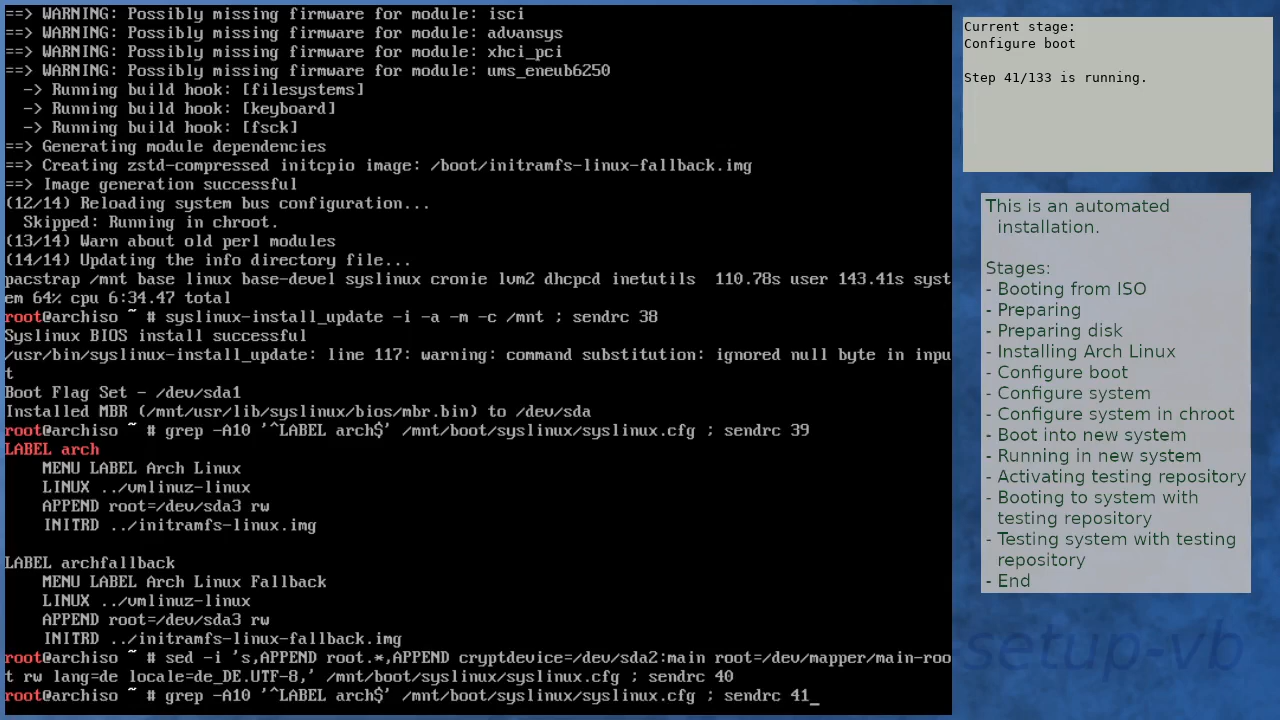 ==> WARNING: Possibly missing firmware for module: isci
==> WARNING: Possibly missing firmware for module: advansys
==> WARNING: Possibly missing firmware for module: xhci_pci
==> WARNING: Possibly missing firmware for module: ums_eneub6250
  -> Running build hook: [filesystems]
  -> Running build hook: [keyboard]
  -> Running build hook: [fsck]
==> Generating module dependencies
==> Creating zstd-compressed initcpio image: /boot/initramfs-linux-fallback.img
==> Image generation successful
(12/14) Reloading system bus configuration...
  Skipped: Running in chroot.
(13/14) Warn about old perl modules
(14/14) Updating the info directory file...
pacstrap /mnt base linux base-devel syslinux cronie lvm2 dhcpcd inetutils  110.78s user 143.41s syst
em 64% cpu 6:34.47 total
root@archiso ~ # syslinux-install_update -i -a -m -c /mnt ; sendrc 38
Syslinux BIOS install successful
/usr/bin/syslinux-install_update: line 117: warning: command substitution: ignored null byte in inpu
t
Boot Flag Set - /dev/sda1
Installed MBR (/mnt/usr/lib/syslinux/bios/mbr.bin) to /dev/sda
root@archiso ~ # grep -A10 '^LABEL arch$' /mnt/boot/syslinux/syslinux.cfg ; sendrc 39
LABEL arch
    MENU LABEL Arch Linux
    LINUX ../vmlinuz-linux
    APPEND root=/dev/sda3 rw
    INITRD ../initramfs-linux.img

LABEL archfallback
    MENU LABEL Arch Linux Fallback
    LINUX ../vmlinuz-linux
    APPEND root=/dev/sda3 rw
    INITRD ../initramfs-linux-fallback.img
root@archiso ~ # sed -i 's,APPEND root.*,APPEND cryptdevice=/dev/sda2:main root=/dev/mapper/main-roo
t rw lang=de locale=de_DE.UTF-8,' /mnt/boot/syslinux/syslinux.cfg ; sendrc 40
root@archiso ~ # grep -A10 '^LABEL arch$' /mnt/boot/syslinux/syslinux.cfg ; sendrc 41_
Current stage:
Configure boot

Step 41/133 is running.
This is an automated
installation.

Stages:
- Booting from ISO
- Preparing
- Preparing disk
- Installing Arch Linux
- Configure boot
- Configure system
- Configure system in chroot
- Boot into new system
- Running in new system
- Activating testing repository
- Booting to system with
testing repository
- Testing system with testing
repository
- End
setup-vb